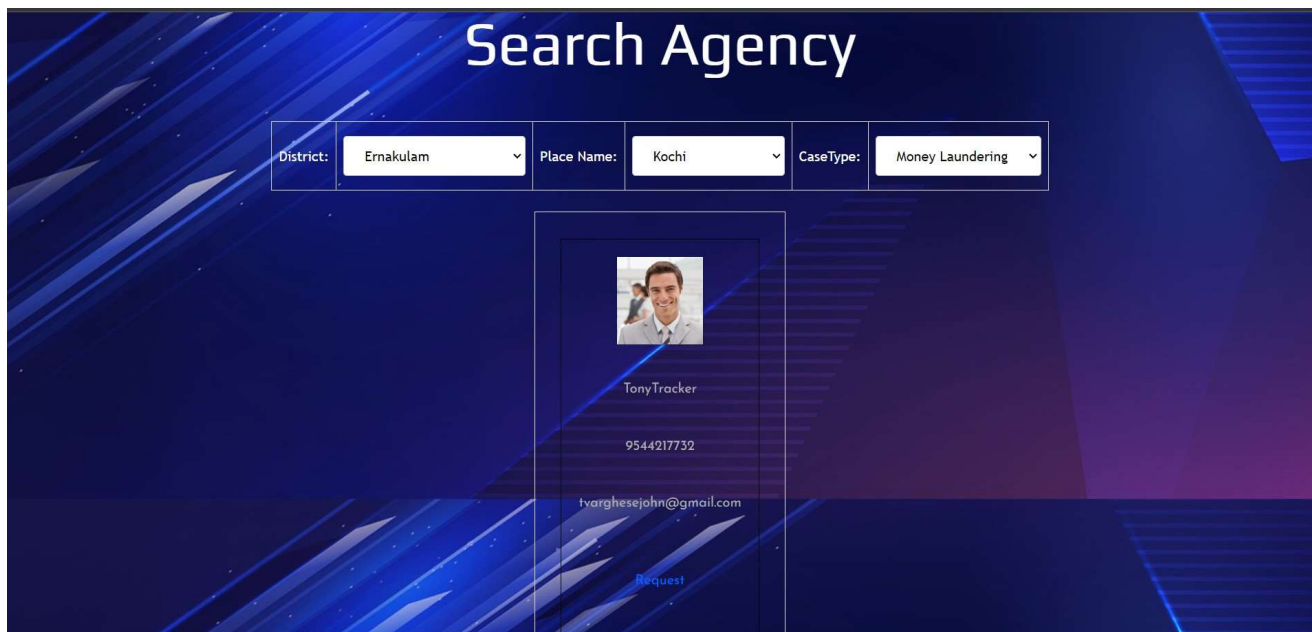 Search Agency
District: Ernakulam Place Name: Kochi CaseType: Money Laundering
TonyTracker
9544217732
tvarghesejohn@gmail.com
Request